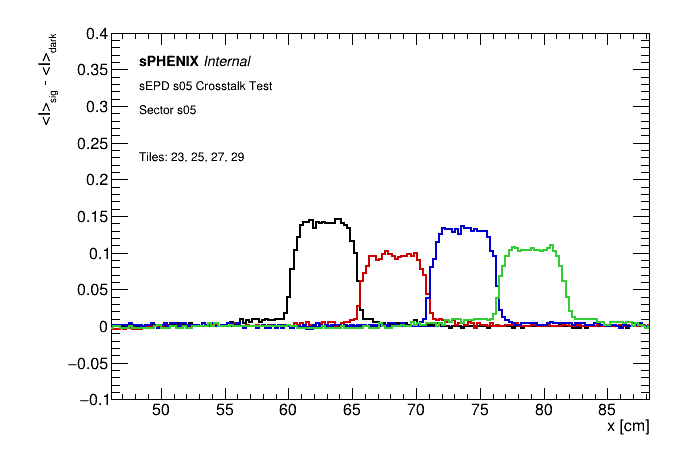 <I>sig - <I>dark
0.4
0.35
0.3
0.25
0.2
0.15
0.1
0.05
0
−0.05
−0.1
sPHENIX Internal
sEPD s05 Crosstalk Test
Sector s05
Tiles: 23, 25, 27, 29
50 55 60 65 70 75 80 85
x [cm]